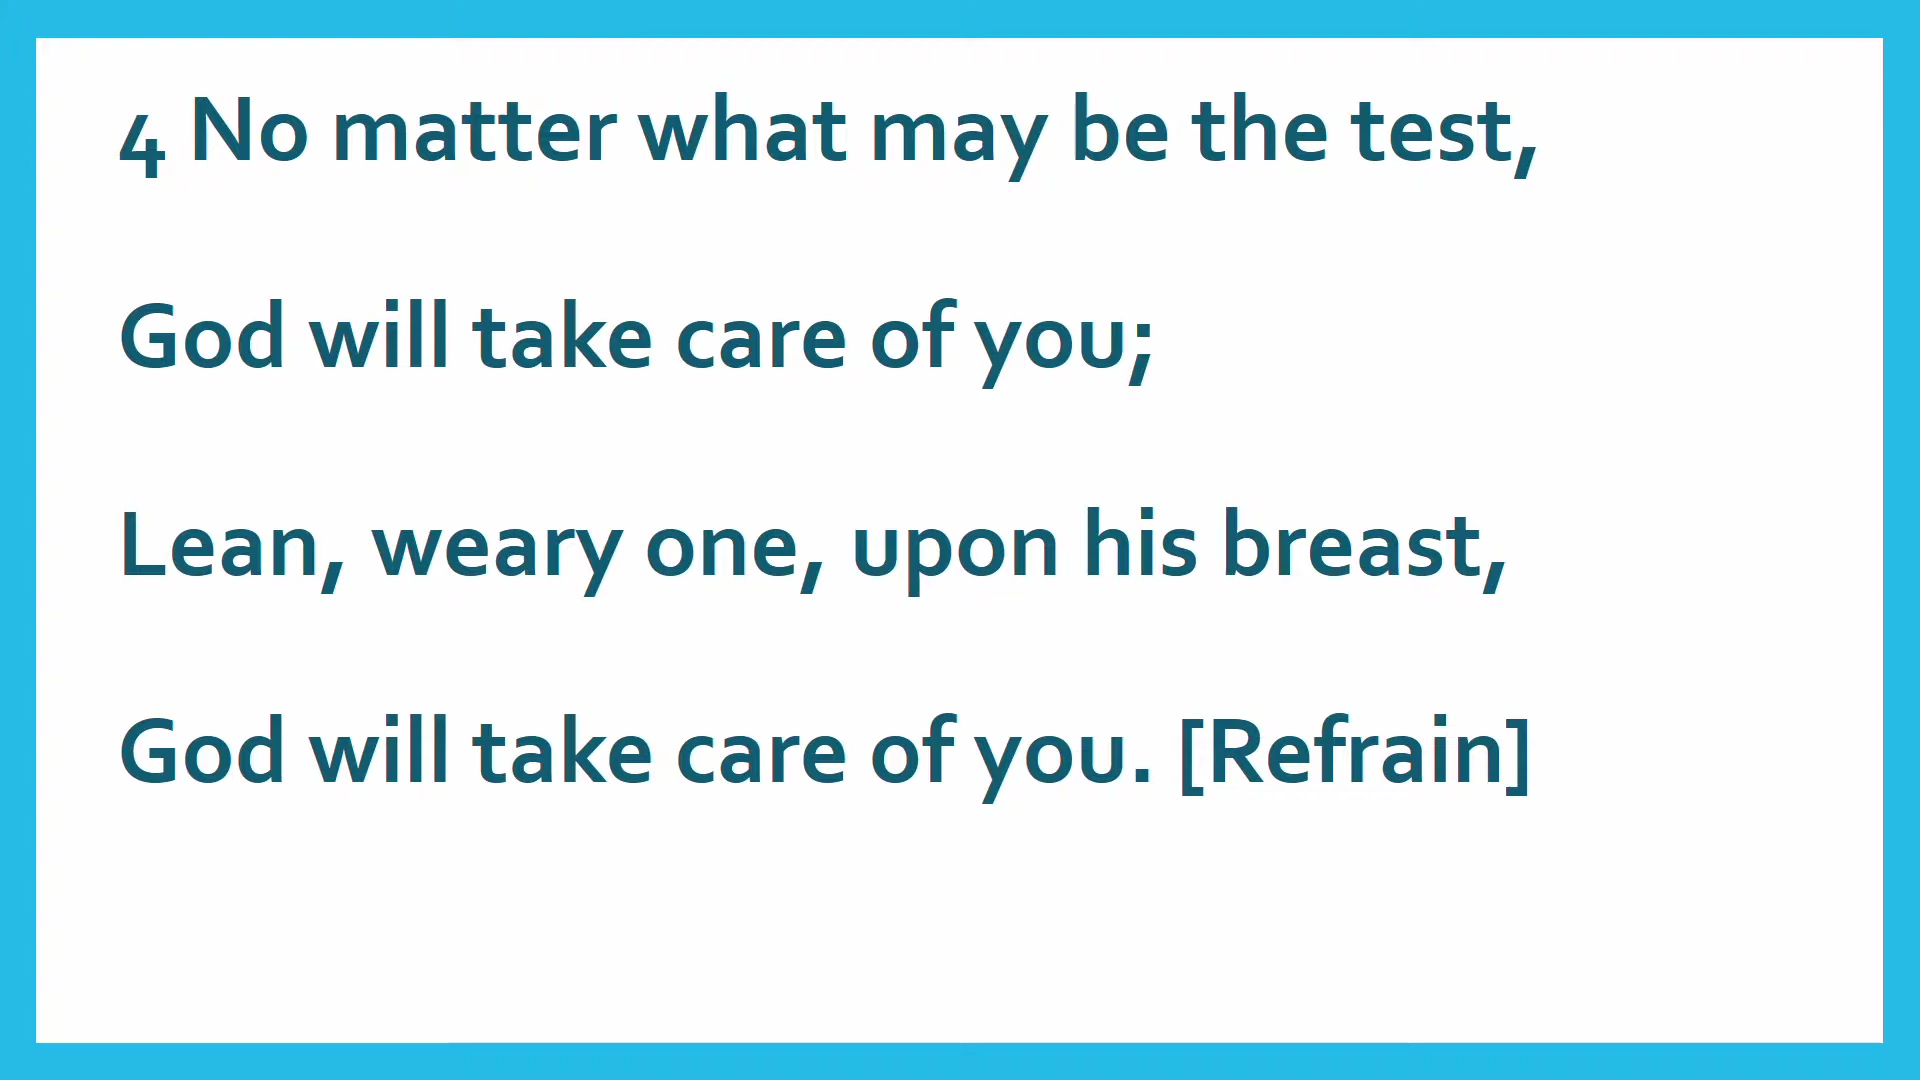 4 No matter what may be the test,
God will take care of you;
Lean, weary one, upon his breast,
God will take care of you. [Refrain]